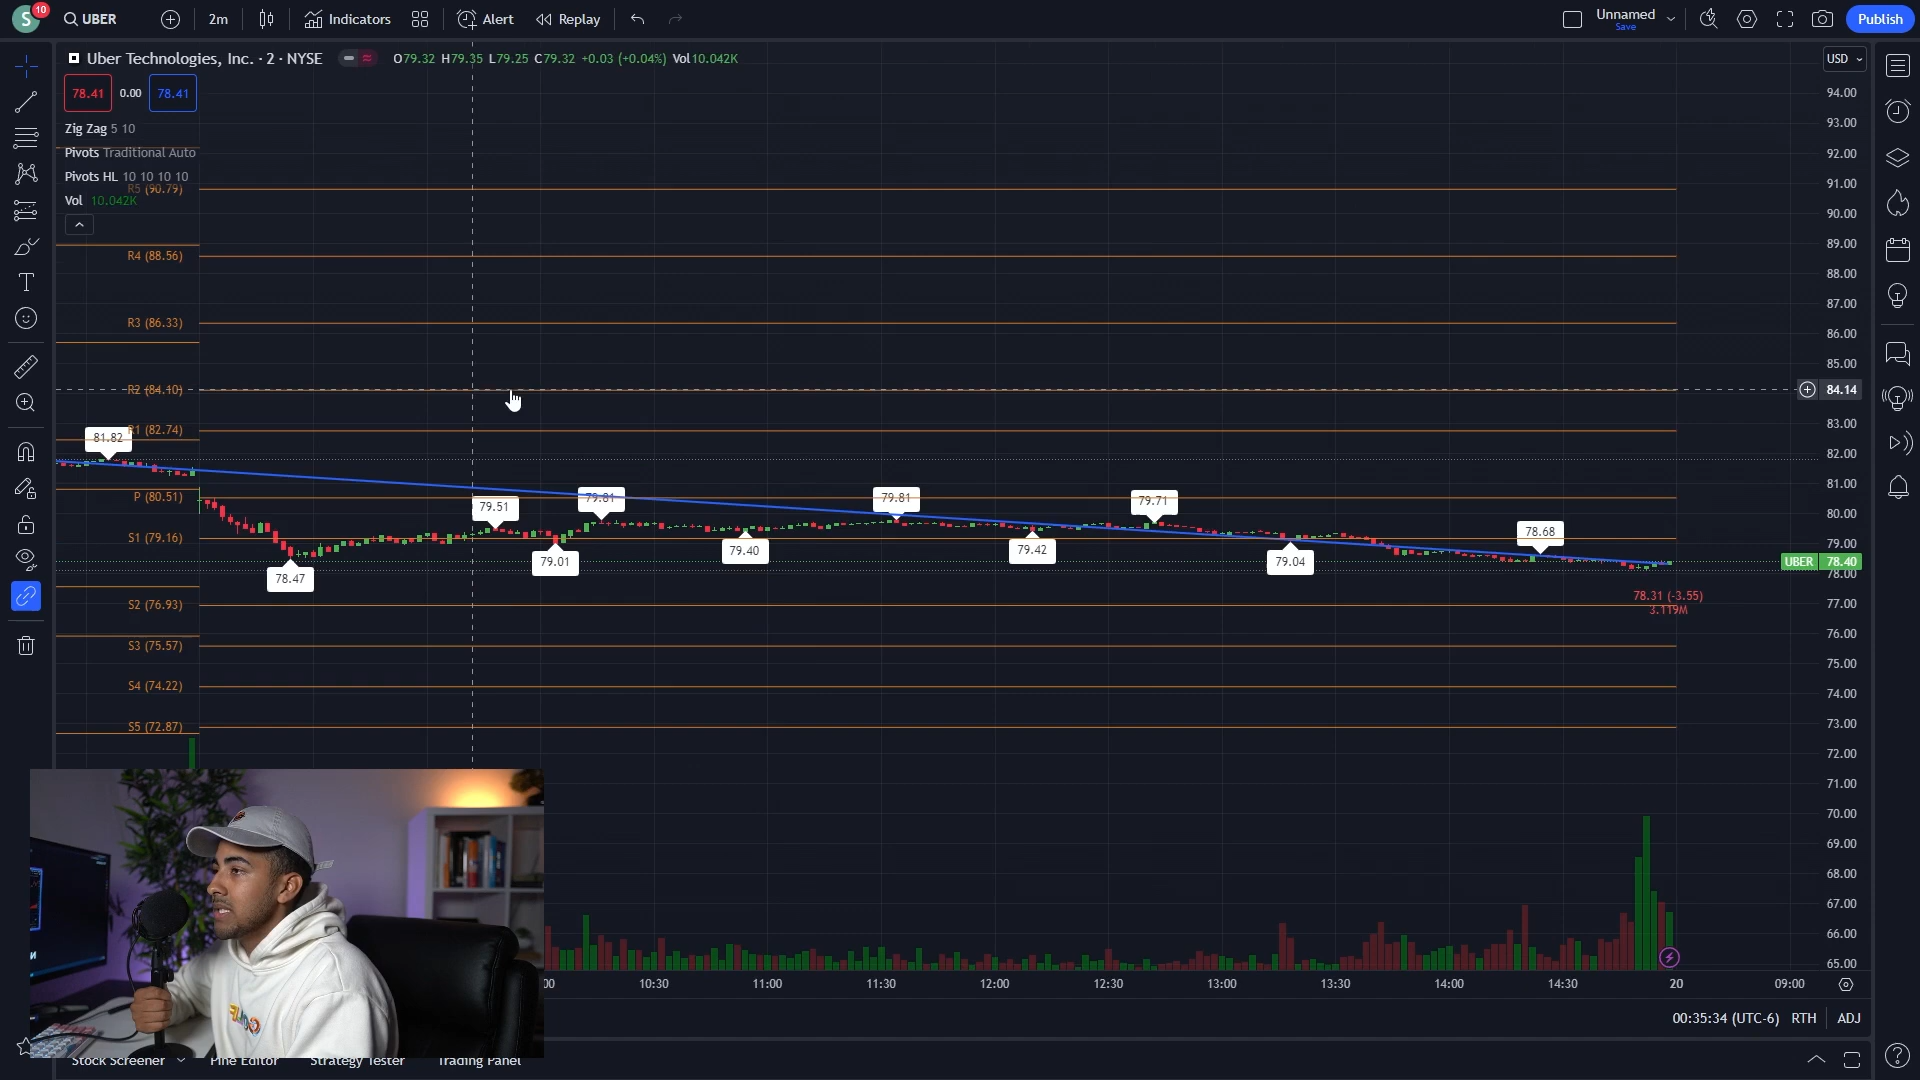 S 10 UBER 2m Indicators Alert Replay Unnamed Save Publish
Uber Technologies, Inc. · 2 · NYSE O79.32 H79.35 L79.25 C79.32 +0.03 (+0.04%) Vol10.042K USD
78.41 0.00 78.41
Zig Zag 5 10
Pivots Traditional Auto
Pivots HL 10 10 10 10
Vol 10.042K
R5 (90.79)
R4 (88.56)
R3 (86.33)
R2 (84.10)
R1 (82.74)
P (80.51)
S1 (79.16)
S2 (76.93)
S3 (75.57)
S4 (74.22)
S5 (72.87)
81.82
78.47
79.51
79.01
79.81
79.40
79.81
79.42
79.71
79.04
78.68
78.31 (-3.55)
3.119M
94.00
93.00
92.00
91.00
90.00
89.00
88.00
87.00
86.00
85.00
84.14
83.00
82.00
81.00
80.00
79.00
UBER 78.40
78.00
77.00
76.00
75.00
74.00
73.00
72.00
71.00
70.00
69.00
68.00
67.00
66.00
65.00
10:30 11:00 11:30 12:00 12:30 13:00 13:30 14:00 14:30 20 09:00
00:35:34 (UTC-6) RTH ADJ
Stock Screener Pine Editor Strategy Tester Trading Panel